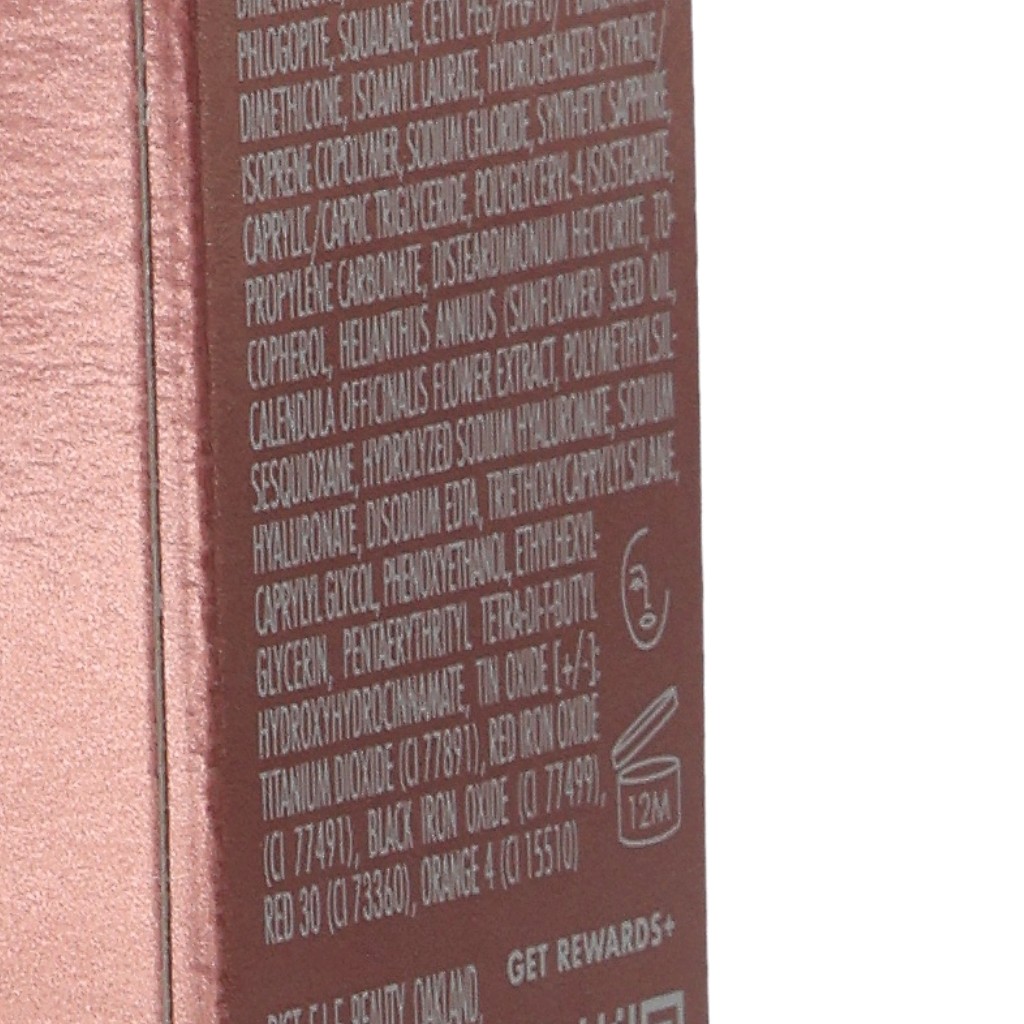 DIMETHICONE,
PHLOGOPITE, SQUALANE, CETYL PEG/PPG-10/1
DIMETHICONE, ISOAMYL LAURATE, HYDROGENATED STYRENE/
ISOPRENE COPOLYMER, SODIUM CHLORIDE, SYNTHETIC SAPPHIRE,
CAPRYLIC/CAPRIC TRIGLYCERIDE, POLYGLYCERYL-4 ISOSTEARATE,
PROPYLENE CARBONATE, DISTEARDIMONIUM HECTORITE, TO-
COPHEROL, HELIANTHUS ANNUUS (SUNFLOWER) SEED OIL,
CALENDULA OFFICINALIS FLOWER EXTRACT, POLYMETHYLSIL-
SESQUIOXANE, HYDROLYZED SODIUM HYALURONATE, SODIUM
HYALURONATE, DISODIUM EDTA, TRIETHOXYCAPRYLYLSILANE,
CAPRYLYL GLYCOL, PHENOXYETHANOL, ETHYLHEXYL-
GLYCERIN, PENTAERYTHRITYL TETRA-DI-T-BUTYL
HYDROXYHYDROCINNAMATE, TIN OXIDE [+/-]:
TITANIUM DIOXIDE (CI 77891), RED IRON OXIDE
(CI 77491), BLACK IRON OXIDE (CI 77499),
RED 30 (CI 73360), ORANGE 4 (CI 15510)
12M
GET REWARDS+
DIST. E.L.F. BEAUTY, OAKLAND,